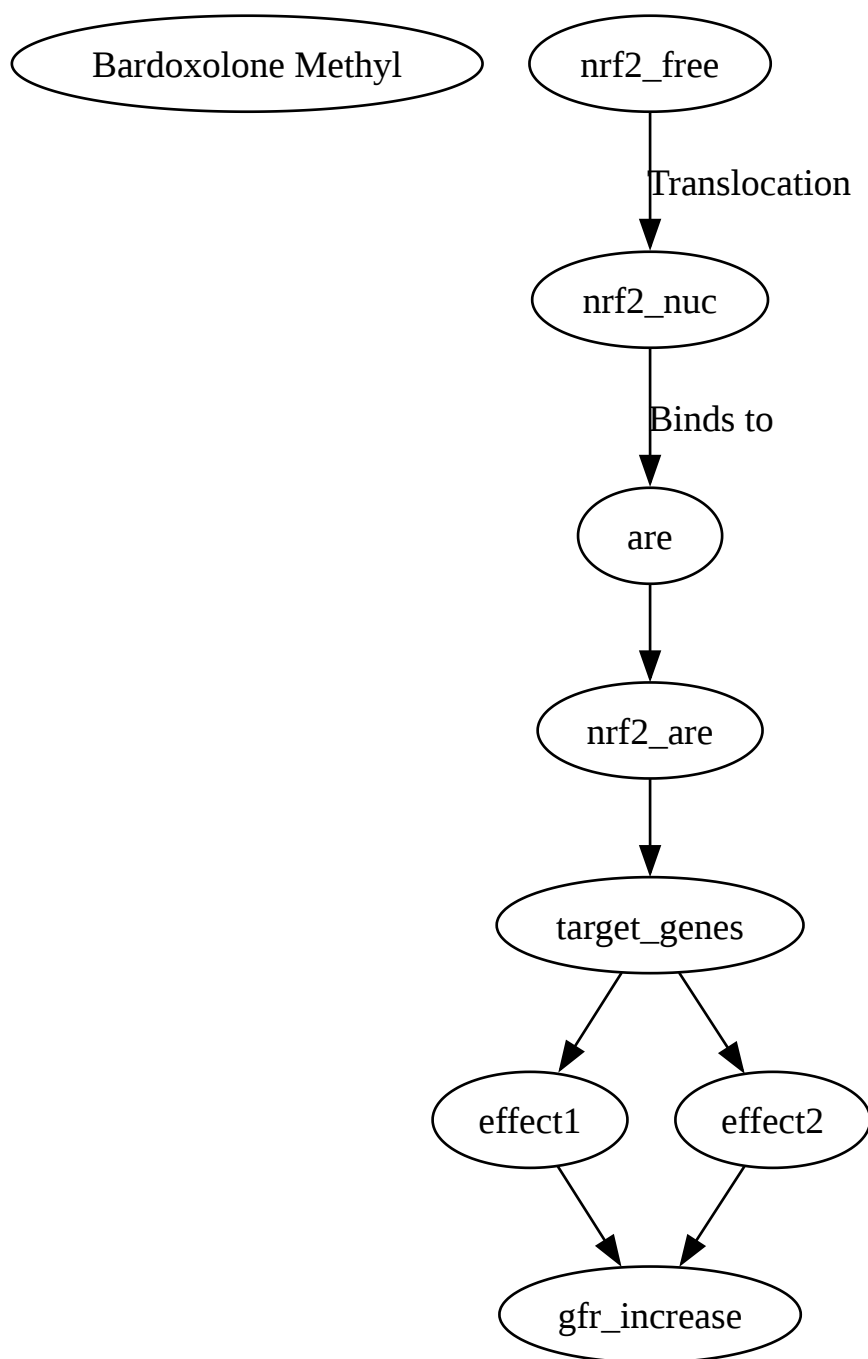 Bardoxolone Methyl
nrf2_free
Translocation
nrf2_nuc
Binds to
are
nrf2_are
target_genes
effect1
effect2
gfr_increase